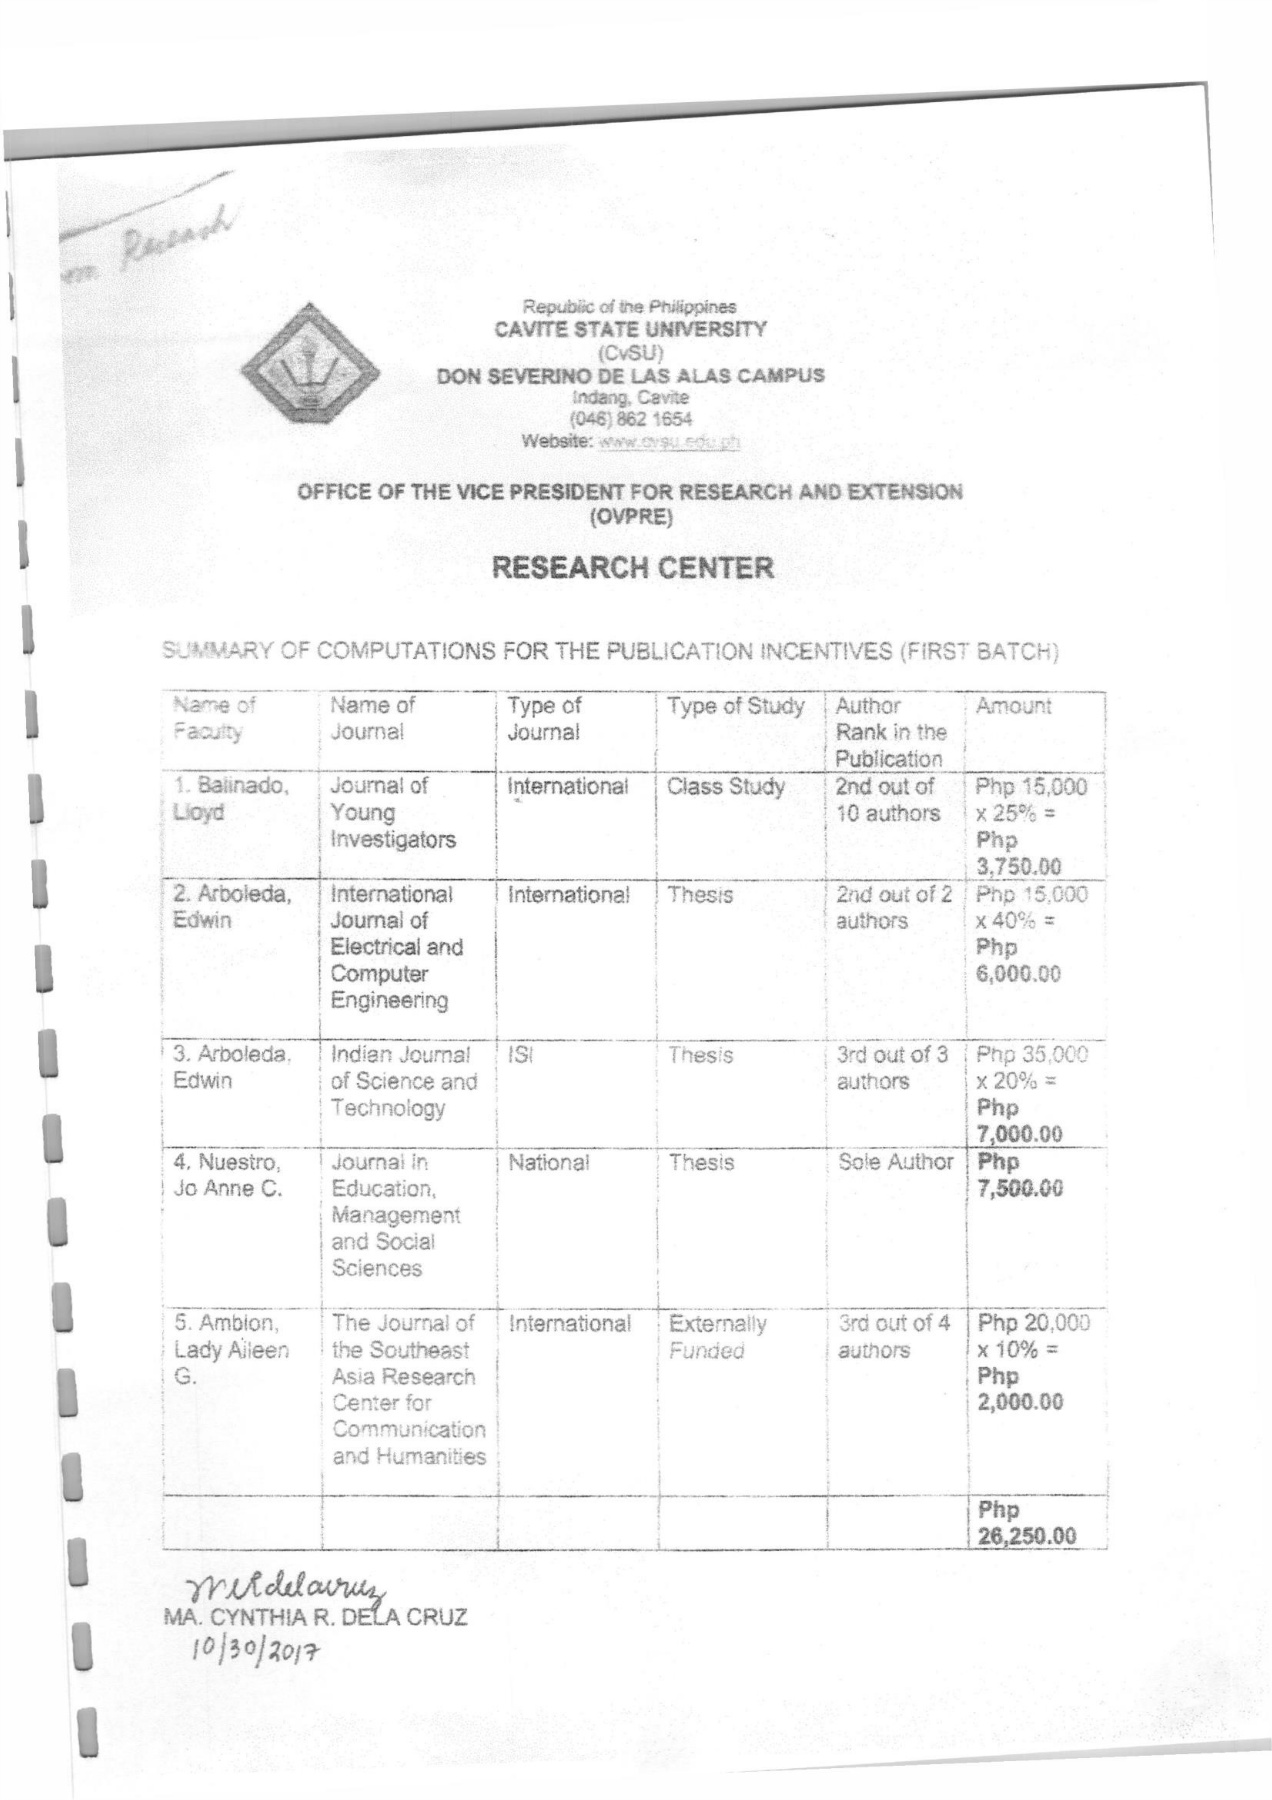 Research
Republic of the Philippines
CAVITE STATE UNIVERSITY
(CvSU)
DON SEVERINO DE LAS ALAS CAMPUS
Indang, Cavite
(046) 862 1654
Website: www.cvsu.edu.ph
OFFICE OF THE VICE PRESIDENT FOR RESEARCH AND EXTENSION
(OVPRE)
RESEARCH CENTER
SUMMARY OF COMPUTATIONS FOR THE PUBLICATION INCENTIVES (FIRST BATCH)
Name of Faculty | Name of Journal | Type of Journal | Type of Study | Author Rank in the Publication | Amount
1. Balinado, Lloyd | Journal of Young Investigators | International | Class Study | 2nd out of 10 authors | Php 15,000 x 25% = Php 3,750.00
2. Arboleda, Edwin | International Journal of Electrical and Computer Engineering | International | Thesis | 2nd out of 2 authors | Php 15,000 x 40% = Php 6,000.00
3. Arboleda, Edwin | Indian Journal of Science and Technology | ISI | Thesis | 3rd out of 3 authors | Php 35,000 x 20% = Php 7,000.00
4. Nuestro, Jo Anne C. | Journal in Education, Management and Social Sciences | National | Thesis | Sole Author | Php 7,500.00
5. Ambion, Lady Aileen G. | The Journal of the Southeast Asia Research Center for Communication and Humanities | International | Externally Funded | 3rd out of 4 authors | Php 20,000 x 10% = Php 2,000.00
Php 26,250.00
MA. CYNTHIA R. DELA CRUZ
10/30/2017